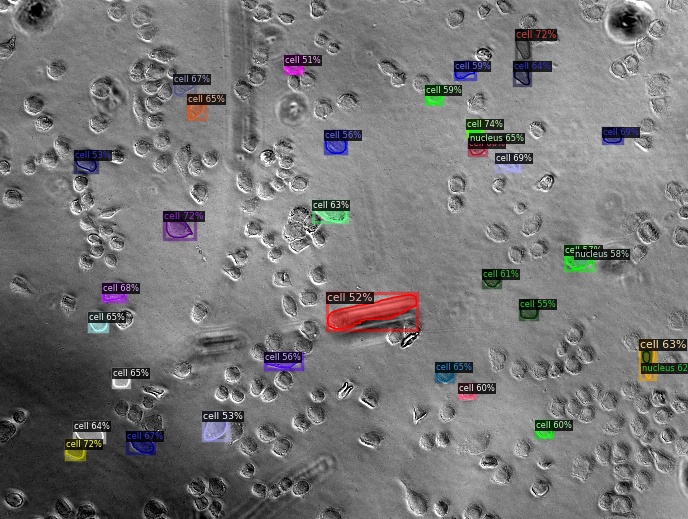 cell 72%
cell 51%
cell 59%
cell 64%
cell 67%
cell 59%
cell 65%
cell 74%
cell 56%
nucleus 65%
cell 69%
cell 53%
cell 69%
cell 63%
cell 72%
nucleus 58%
cell 61%
cell 68%
cell 52%
cell 55%
cell 65%
cell 63%
cell 56%
cell 65%
nucleus 62
cell 65%
cell 60%
cell 53%
cell 64%
cell 60%
cell 67%
cell 72%